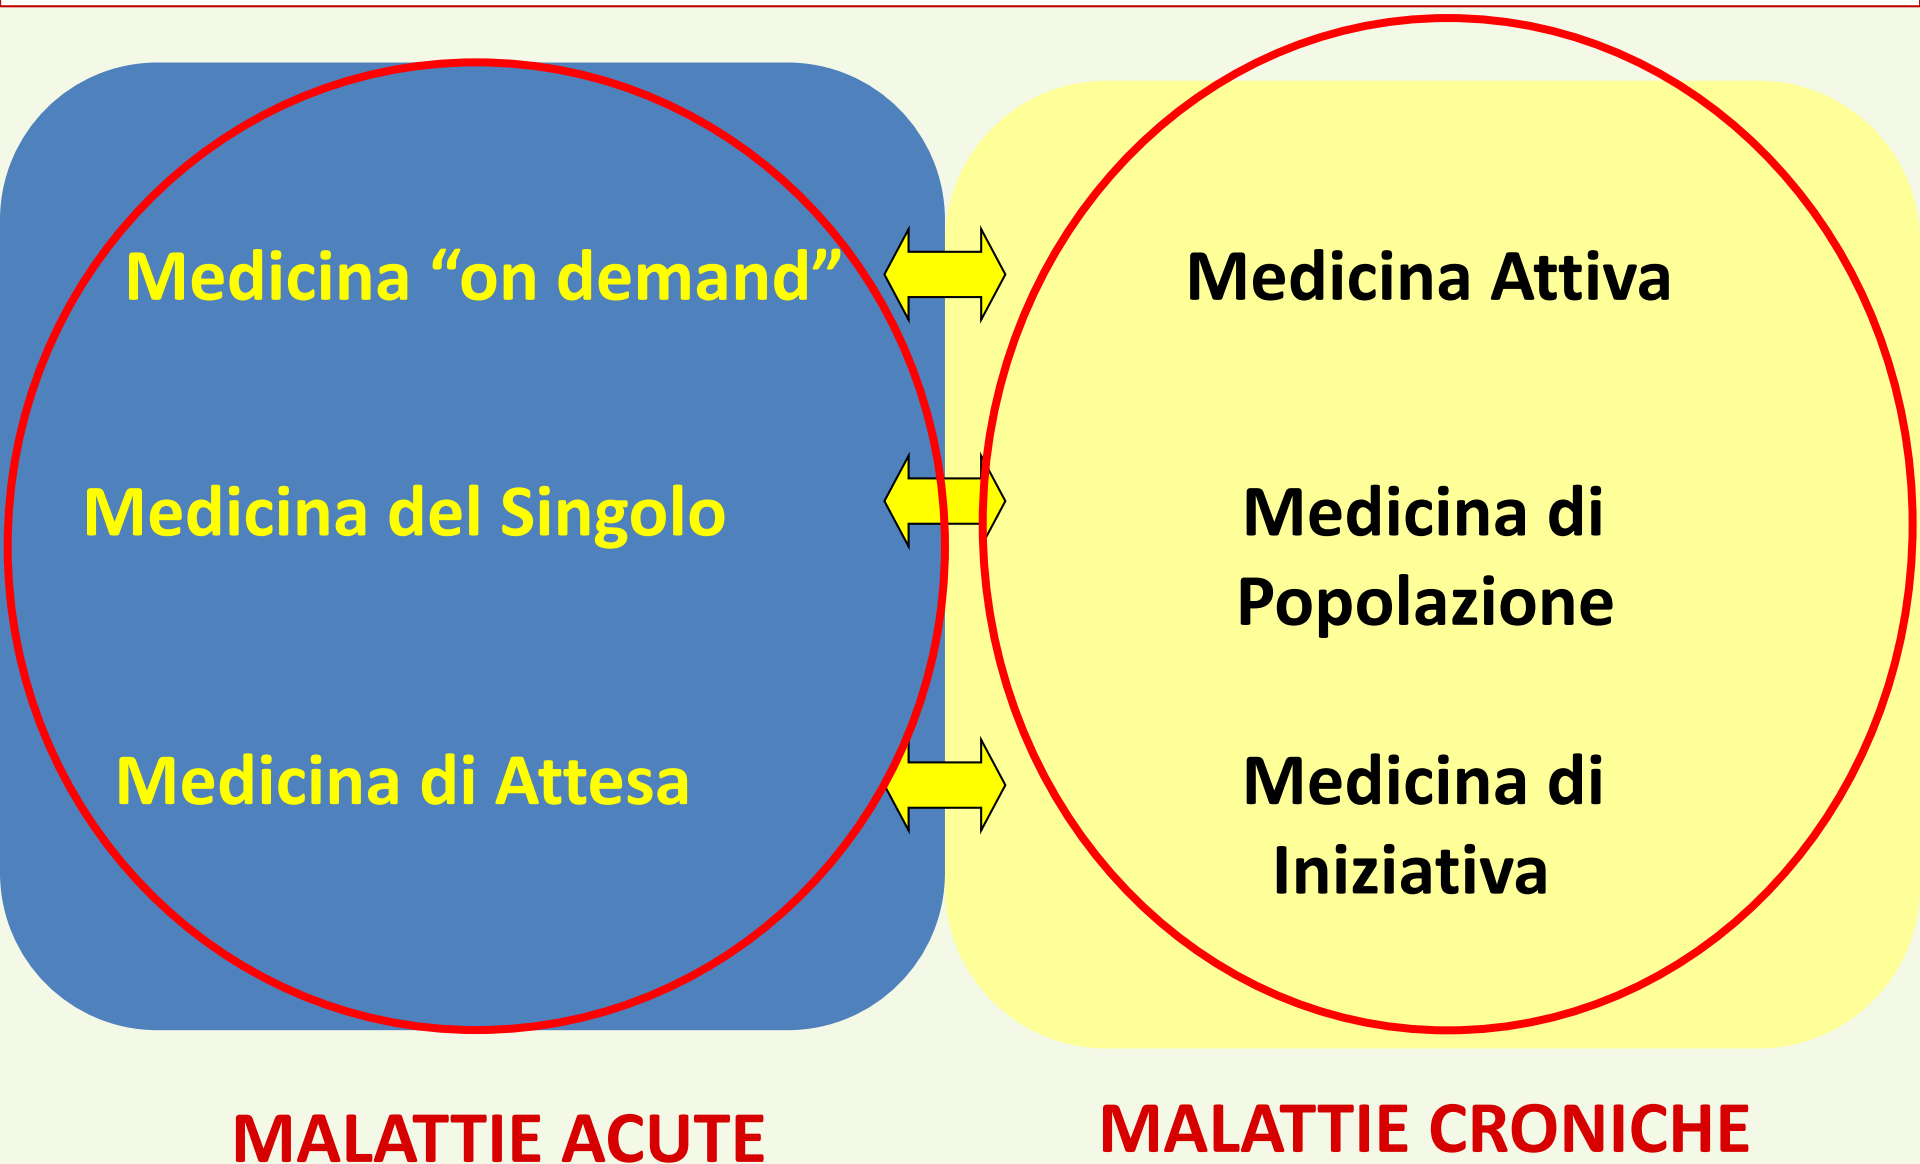 Medicina “on demand”
Medicina del Singolo
Medicina di Attesa
Medicina Attiva
Medicina di
Popolazione
Medicina di
Iniziativa
MALATTIE ACUTE
MALATTIE CRONICHE